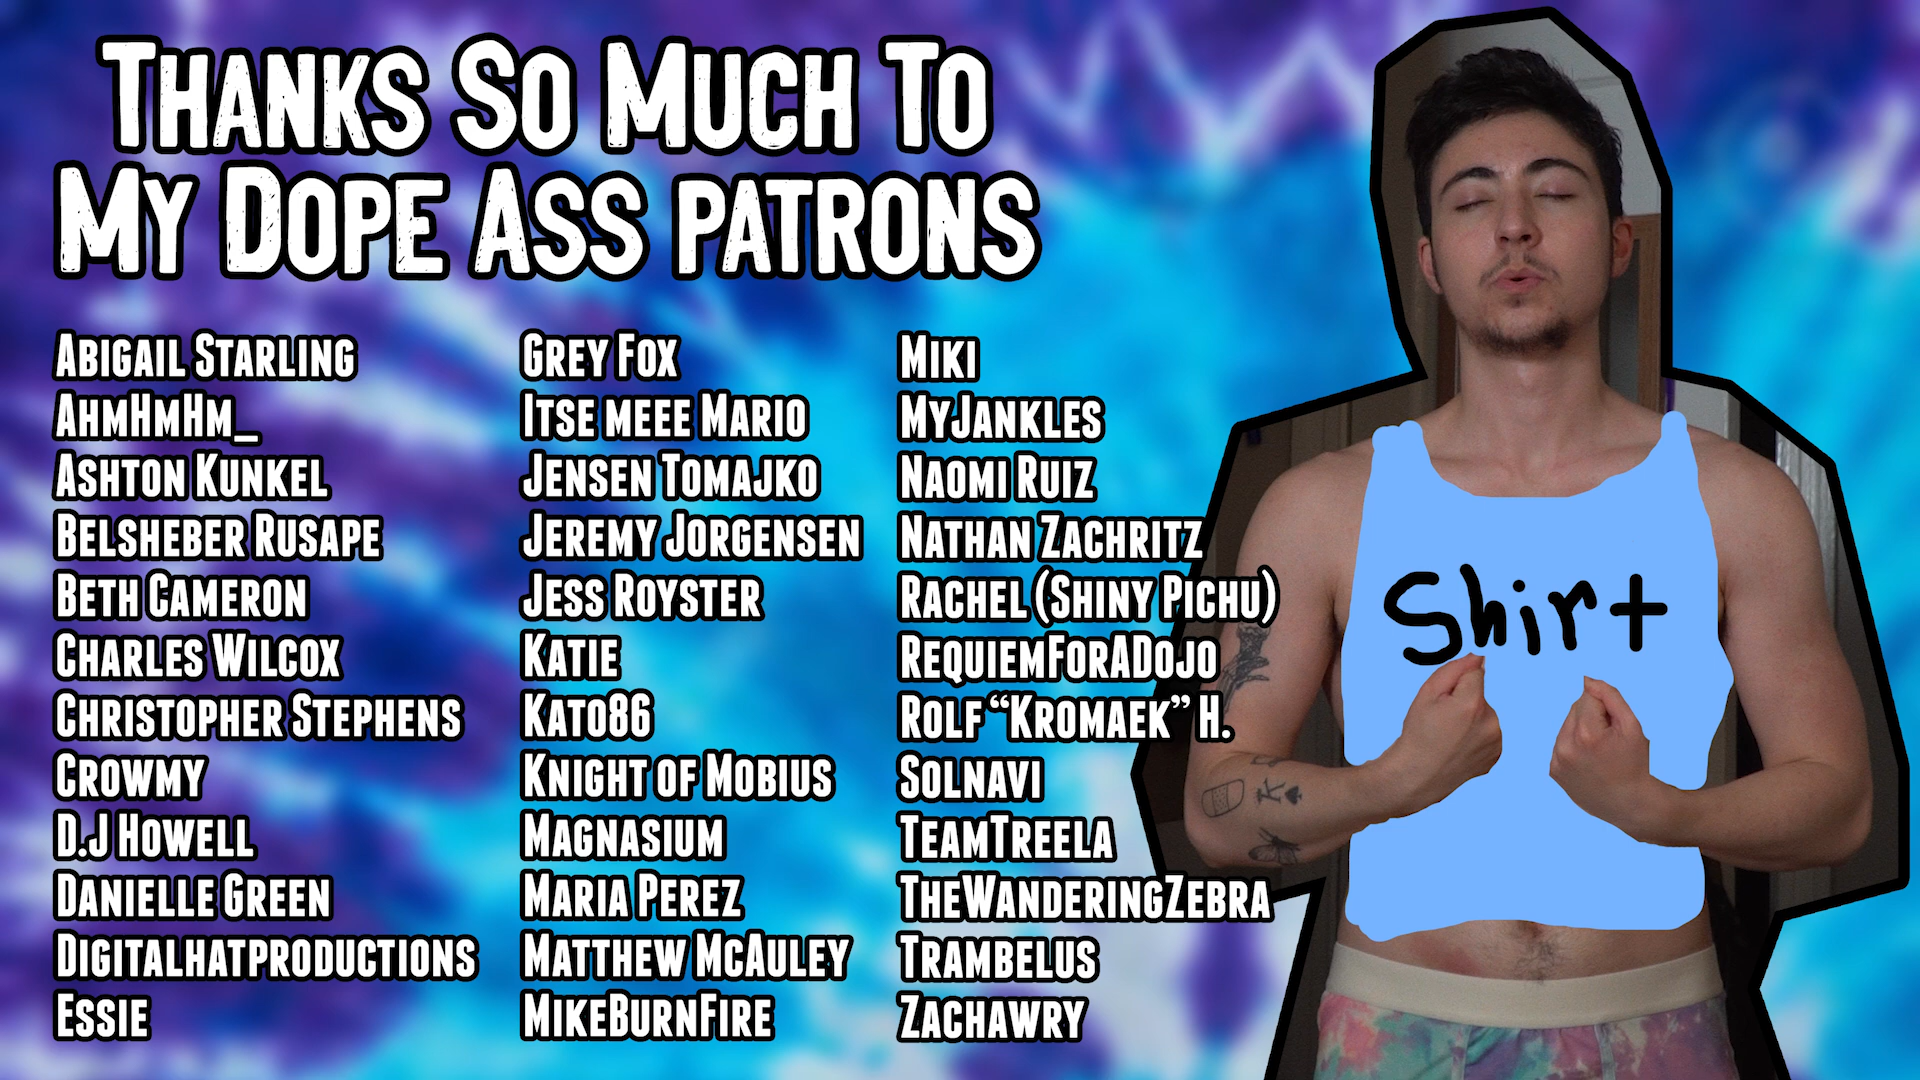 Thanks So Much To
My Dope Ass patrons
Abigail Starling
AhmHmHm_
Ashton Kunkel
Belsheber Rusape
Beth Cameron
Charles Wilcox
Christopher Stephens
Crowmy
D.J Howell
Danielle Green
Digitalhatproductions
Essie
Grey Fox
Itse meee Mario
Jensen Tomajko
Jeremy Jorgensen
Jess Royster
Katie
Kato86
Knight of Mobius
Magnasium
Maria Perez
Matthew McAuley
MikeBurnFire
Miki
MyJankles
Naomi Ruiz
Nathan Zachritz
Rachel (Shiny Pichu)
RequiemForADojo
Rolf “Kromaek” H.
Solnavi
TeamTreela
TheWanderingZebra
Trambelus
Zachawry
Shirt
K